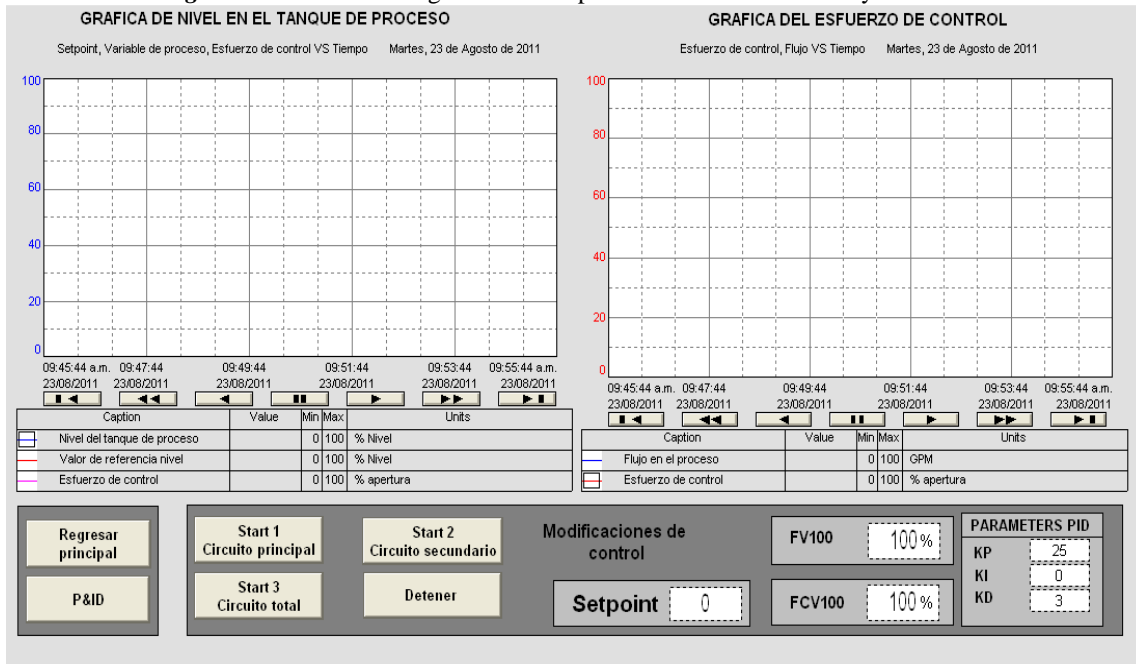 GRAFICA DE NIVEL EN EL TANQUE DE PROCESO
Setpoint, Variable de proceso, Esfuerzo de control VS Tiempo Martes, 23 de Agosto de 2011
100
80
60
40
20
0
09:45:44 a.m. 09:47:44 09:49:44 09:51:44 09:53:44 09:55:44 a.m.
23/08/2011 23/08/2011 23/08/2011 23/08/2011 23/08/2011 23/08/2011
Caption Value Min Max Units
Nivel del tanque de proceso 0 100 % Nivel
Valor de referencia nivel 0 100 % Nivel
Esfuerzo de control 0 100 % apertura
GRAFICA DEL ESFUERZO DE CONTROL
Esfuerzo de control, Flujo VS Tiempo Martes, 23 de Agosto de 2011
100
80
60
40
20
0
09:45:44 a.m. 09:47:44 09:49:44 09:51:44 09:53:44 09:55:44 a.m.
23/08/2011 23/08/2011 23/08/2011 23/08/2011 23/08/2011 23/08/2011
Caption Value Min Max Units
Flujo en el proceso 0 100 GPM
Esfuerzo de control 0 100 % apertura
Regresar
principal
P&ID
Start 1
Circuito principal
Start 2
Circuito secundario
Start 3
Circuito total
Detener
Modificaciones de
control
Setpoint 0
FV100 100 %
FCV100 100 %
PARAMETERS PID
KP 25
KI 0
KD 3